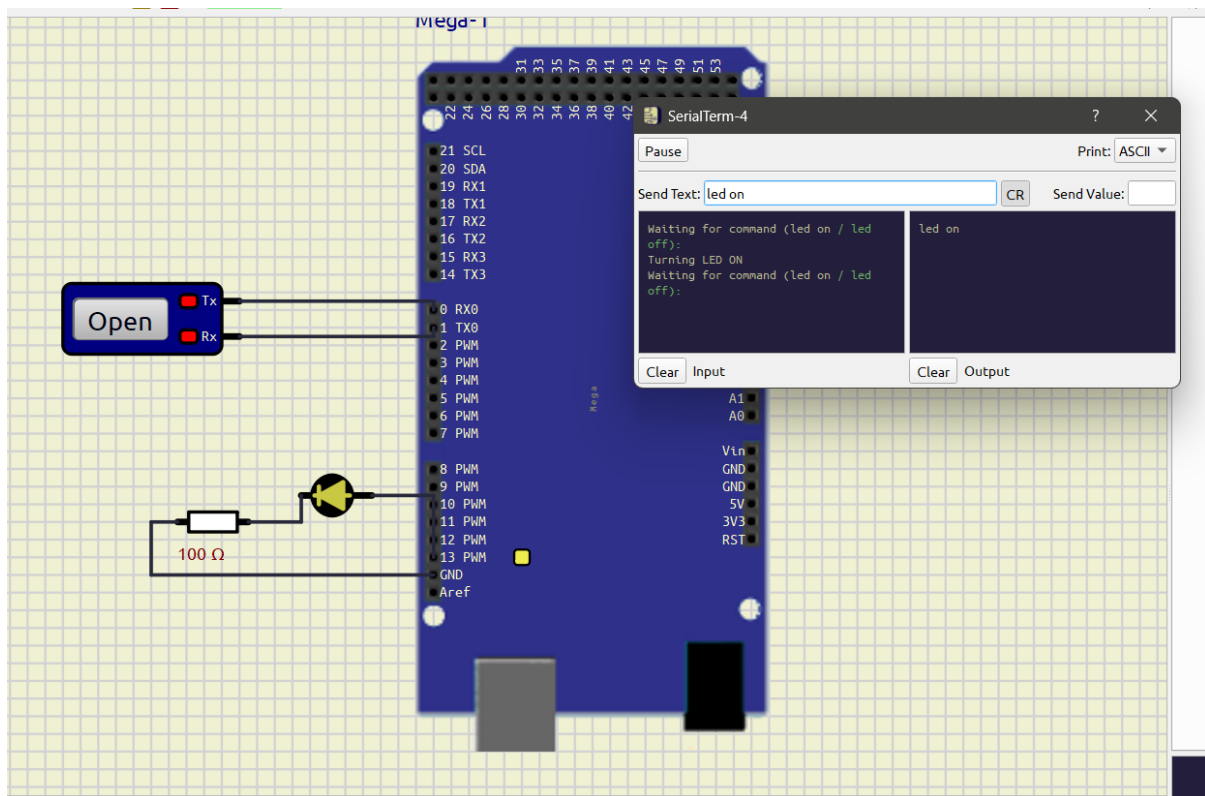 Mega-1
31 33 35 37 39 41 43 45 47 49 51 53
22 24 26 28 30 32 34 36 38 40 42
SerialTerm-4
?
Pause
Print: ASCII
Send Text: led on
CR
Send Value:
Waiting for command (led on / led
off):
Turning LED ON
Waiting for command (led on / led
off):
led on
Clear Input
Clear Output
21 SCL
20 SDA
19 RX1
18 TX1
17 RX2
16 TX2
15 RX3
14 TX3
Open
Tx
Rx
0 RX0
1 TX0
2 PWM
3 PWM
4 PWM
5 PWM
6 PWM
7 PWM
Mega
A1
A0
8 PWM
9 PWM
10 PWM
11 PWM
12 PWM
13 PWM
GND
Aref
Vin
GND
GND
5V
3V3
RST
100 Ω